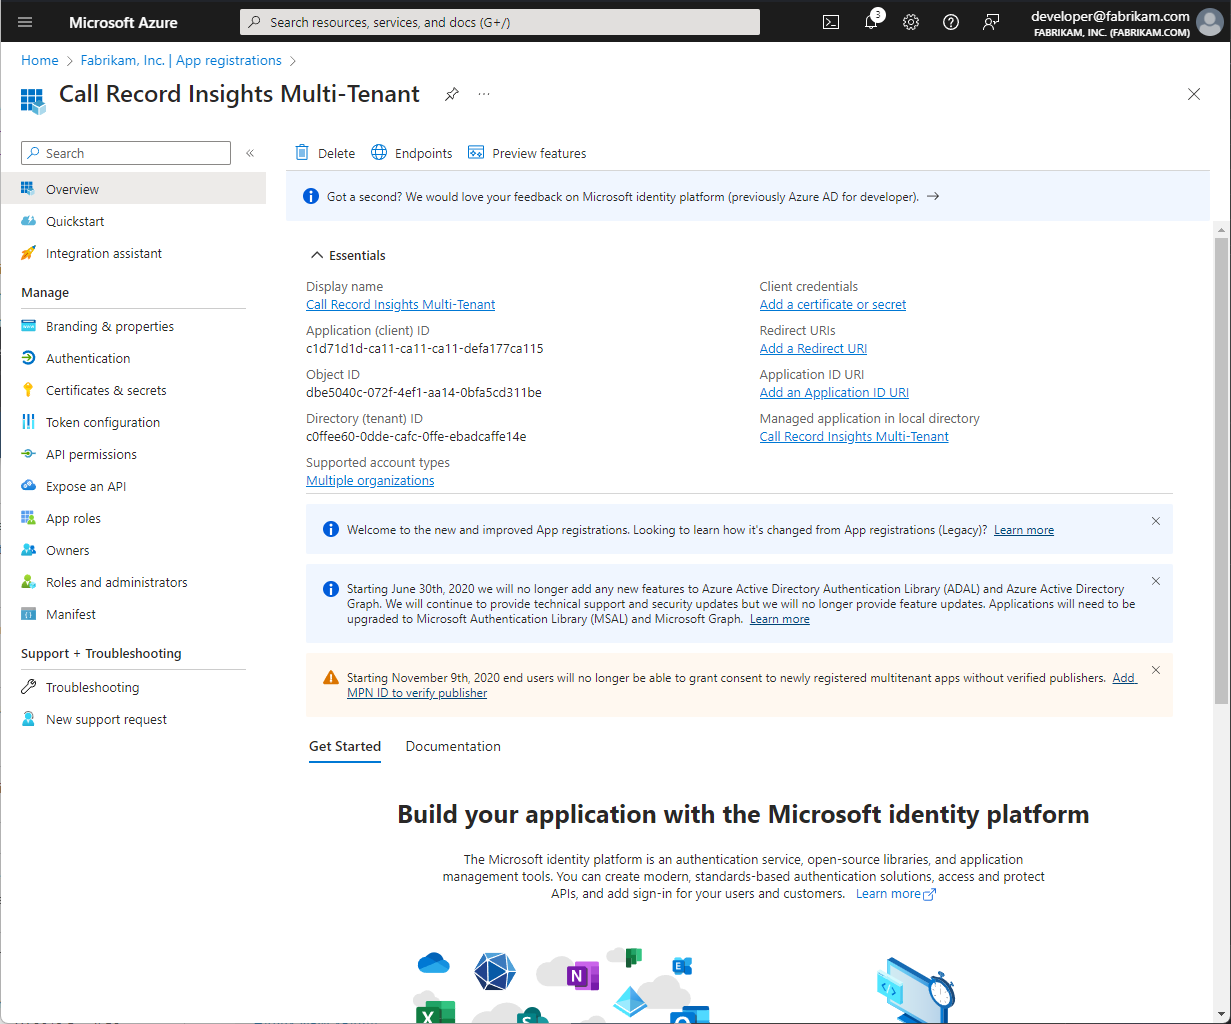 Microsoft Azure
Search resources, services, and docs (G+/)
3
developer@fabrikam.com
FABRIKAM, INC. (FABRIKAM.COM)
Home > Fabrikam, Inc. | App registrations >
Call Record Insights Multi-Tenant
Search
Overview
Quickstart
Integration assistant
Manage
Branding & properties
Authentication
Certificates & secrets
Token configuration
API permissions
Expose an API
App roles
Owners
Roles and administrators
Manifest
Support + Troubleshooting
Troubleshooting
New support request
Delete
Endpoints
Preview features
Got a second? We would love your feedback on Microsoft identity platform (previously Azure AD for developer). →
Essentials
Display name
Call Record Insights Multi-Tenant
Application (client) ID
c1d71d1d-ca11-ca11-ca11-defa177ca115
Object ID
dbe5040c-072f-4ef1-aa14-0bfa5cd311be
Directory (tenant) ID
c0ffee60-0dde-cafc-0ffe-ebadcaffe14e
Supported account types
Multiple organizations
Client credentials
Add a certificate or secret
Redirect URIs
Add a Redirect URI
Application ID URI
Add an Application ID URI
Managed application in local directory
Call Record Insights Multi-Tenant
Welcome to the new and improved App registrations. Looking to learn how it's changed from App registrations (Legacy)? Learn more
Starting June 30th, 2020 we will no longer add any new features to Azure Active Directory Authentication Library (ADAL) and Azure Active Directory
Graph. We will continue to provide technical support and security updates but we will no longer provide feature updates. Applications will need to be
upgraded to Microsoft Authentication Library (MSAL) and Microsoft Graph. Learn more
Starting November 9th, 2020 end users will no longer be able to grant consent to newly registered multitenant apps without verified publishers. Add
MPN ID to verify publisher
Get Started
Documentation
Build your application with the Microsoft identity platform
The Microsoft identity platform is an authentication service, open-source libraries, and application
management tools. You can create modern, standards-based authentication solutions, access and protect
APIs, and add sign-in for your users and customers. Learn more
N
E
X
S